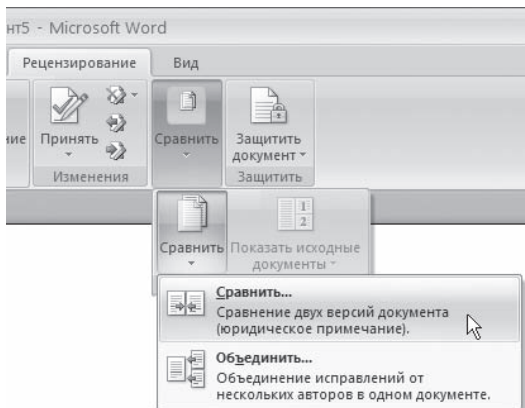 нт5 - Microsoft Word
Рецензирование Вид
ние Принять Сравнить Защитить
документ
Изменения Защитить
Сравнить Показать исходные
документы
Сравнить...
Сравнение двух версий документа
(юридическое примечание).
Объединить...
Объединение исправлений от
нескольких авторов в одном документе.